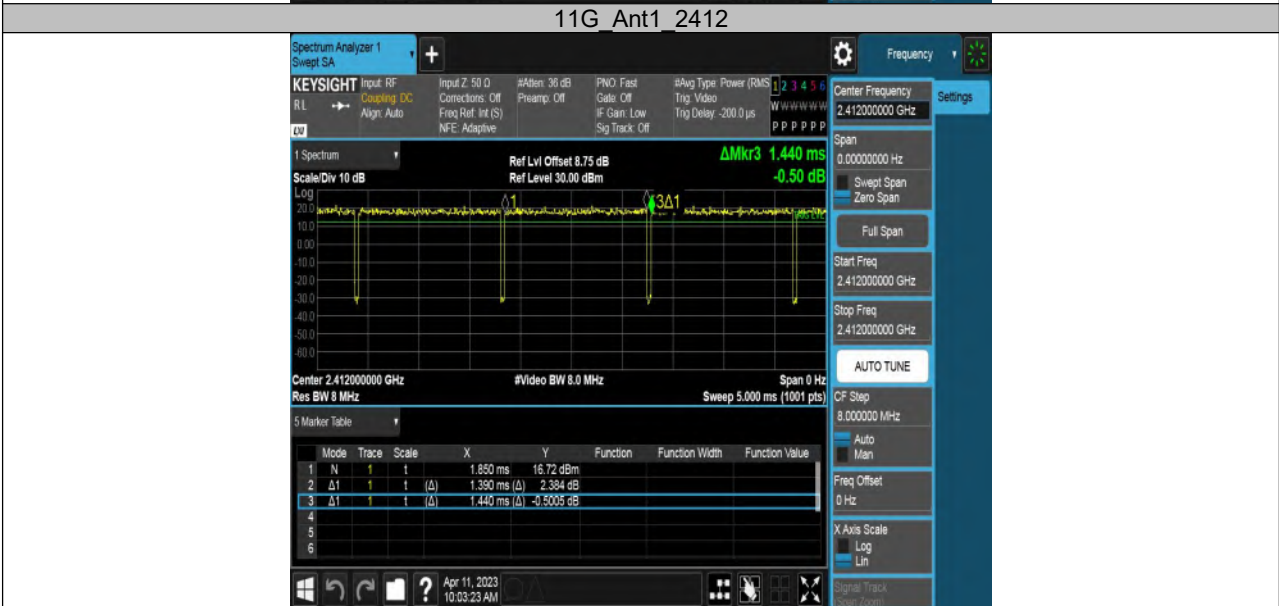 11G_Ant1_2412
Spectrum Analyzer 1
Swept SA
+
Frequency
KEYSIGHT
Input: RF
Coupling: DC
Align: Auto
RL
Input Z: 50 Ω
Corrections: Off
Freq Ref: Int (S)
NFE: Adaptive
#Atten: 36 dB
Preamp: Off
PNO: Fast
Gate: Off
IF Gain: Low
Sig Track: Off
#Avg Type: Power (RMS
Trig: Video
Trig Delay: -200.0 µs
1 2 3 4 5 6
W W W W W W
P P P P P P
Center Frequency
2.412000000 GHz
Settings
Span
0.00000000 Hz
Swept Span
Zero Span
Full Span
Start Freq
2.412000000 GHz
Stop Freq
2.412000000 GHz
AUTO TUNE
CF Step
8.000000 MHz
Auto
Man
Freq Offset
0 Hz
X Axis Scale
Log
Lin
Signal Track
(Span Zoom)
1 Spectrum
Scale/Div 10 dB
Log
Ref Lvl Offset 8.75 dB
Ref Level 30.00 dBm
ΔMkr3 1.440 ms
-0.50 dB
1
3Δ1
20.0
10.0
0.00
-10.0
-20.0
-30.0
-40.0
-50.0
-60.0
Center 2.412000000 GHz
#Video BW 8.0 MHz
Span 0 Hz
Res BW 8 MHz
Sweep 5.000 ms (1001 pts)
5 Marker Table
Mode Trace Scale X Y Function Function Width Function Value
1 N 1 t 1.850 ms 16.72 dBm
2 Δ1 1 t (Δ) 1.390 ms (Δ) 2.384 dB
3 Δ1 1 t (Δ) 1.440 ms (Δ) -0.5005 dB
4
5
6
?
Apr 11, 2023
10:03:23 AM